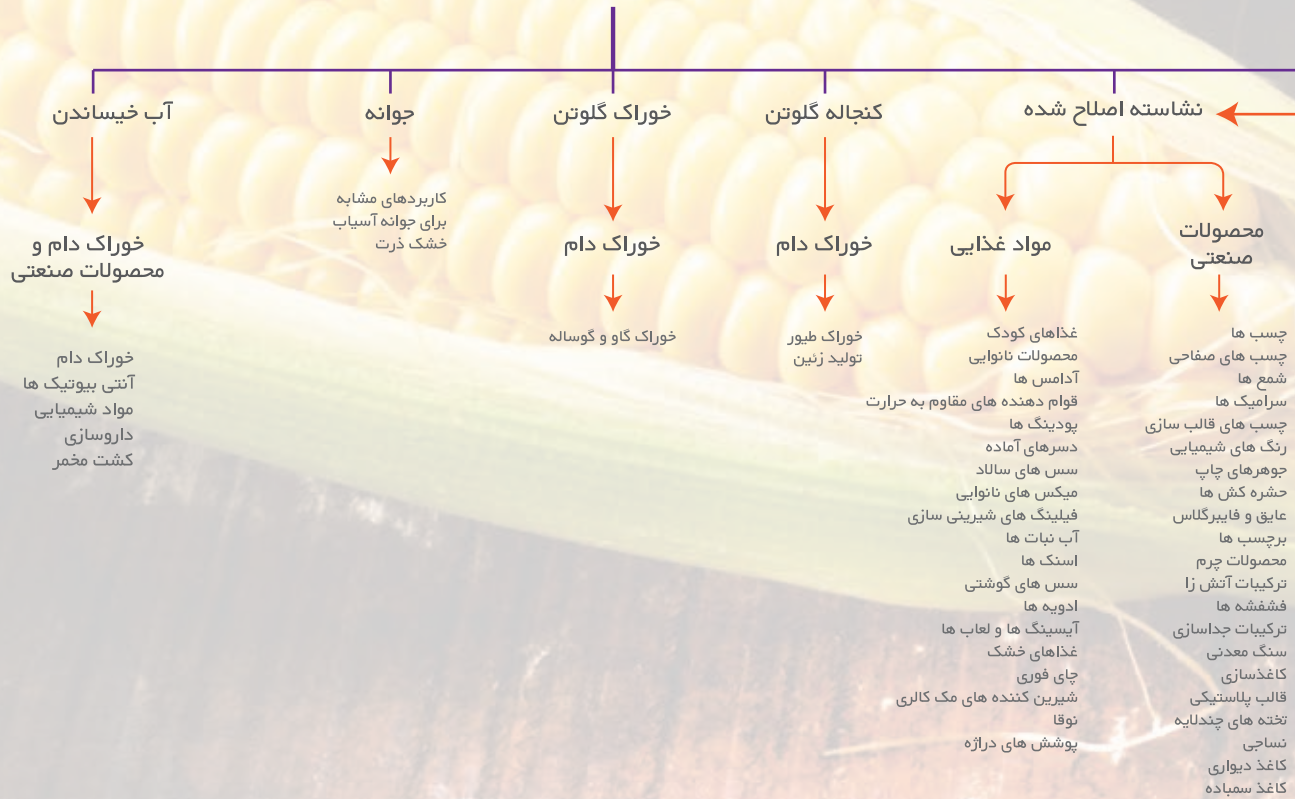 نشاسته اصلاح شده
کنجاله گلوتن
خوراک گلوتن
جوانه
آب خیساندن
محصولات
صنعتی
چسب ها
چسب های صفاحی
شمع ها
سرامیک ها
چسب های قالب سازی
رنگ های شیمیایی
جوهرهای چاپ
حشره کش ها
عایق و فایبرگلاس
برچسب ها
محصولات چرم
ترکیبات آتش زا
فشفشه ها
ترکیبات جداسازی
سنگ معدنی
کاغذسازی
قالب پلاستیکی
تخته های چندلایه
نساجی
کاغذ دیواری
کاغذ سمباده
مواد غذایی
غذاهای کودک
محصولات نانوایی
آدامس ها
قوام دهنده های مقاوم به حرارت
پودینگ ها
دسرهای آماده
سس های سالاد
میکس های نانوایی
فیلینگ های شیرینی سازی
آب نبات ها
اسنک ها
سس های گوشتی
ادویه ها
آیسینگ ها و لعاب ها
غذاهای خشک
چای فوری
شیرین کننده های مک کالری
نوقا
پوشش های دراژه
خوراک دام
خوراک طیور
تولید زئین
خوراک دام
خوراک گاو و گوساله
کاربردهای مشابه
برای جوانه آسیاب
خشک ذرت
خوراک دام و
محصولات صنعتی
خوراک دام
آنتی بیوتیک ها
مواد شیمیایی
داروسازی
کشت مخمر